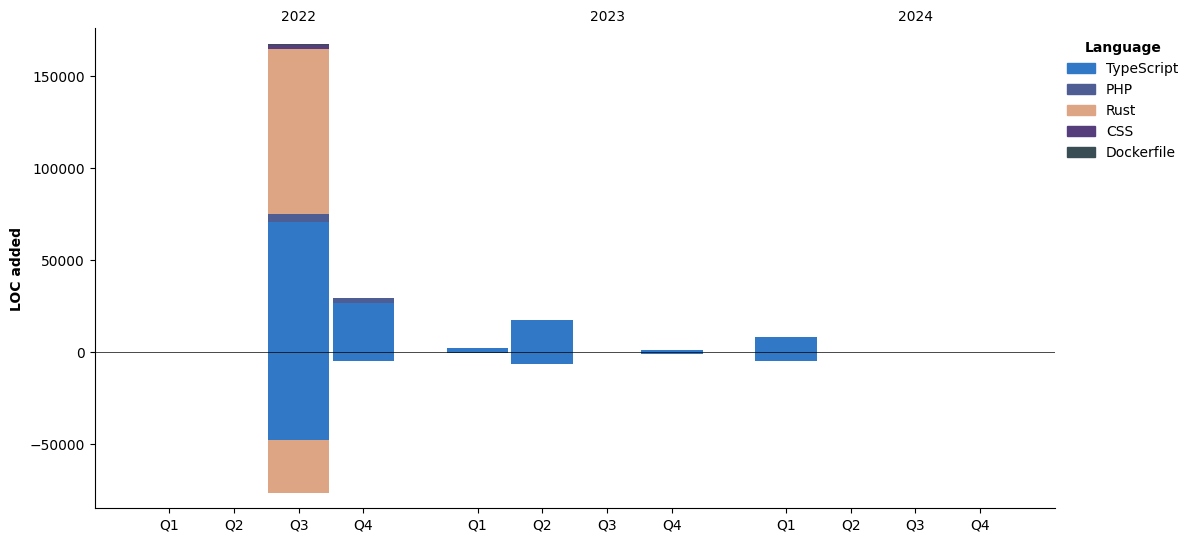 2022 2023 2024
Language
TypeScript
PHP
Rust
CSS
Dockerfile
150000
100000
50000
0
−50000
LOC added
Q1 Q2 Q3 Q4 Q1 Q2 Q3 Q4 Q1 Q2 Q3 Q4